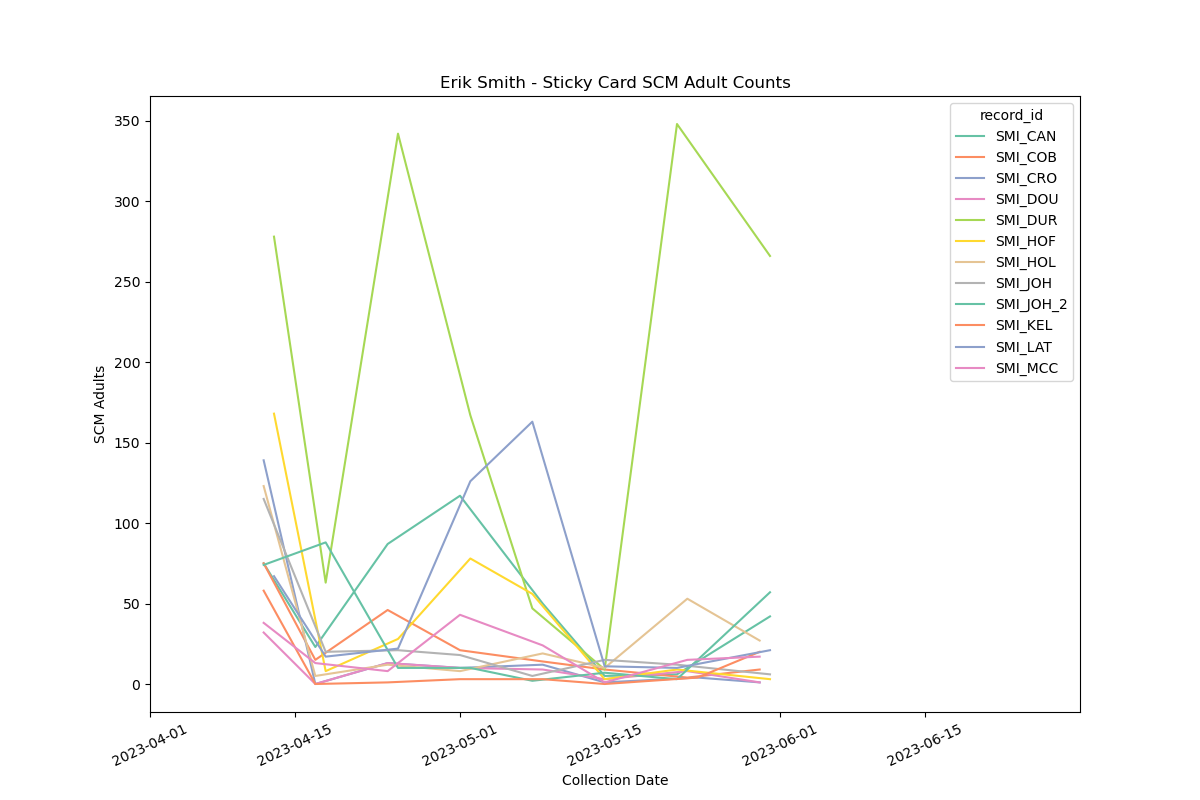 Erik Smith - Sticky Card SCM Adult Counts
record_id
SMI_CAN
SMI_COB
SMI_CRO
SMI_DOU
SMI_DUR
SMI_HOF
SMI_HOL
SMI_JOH
SMI_JOH_2
SMI_KEL
SMI_LAT
SMI_MCC
350
300
250
200
150
100
50
0
SCM Adults
2023-04-01
2023-04-15
2023-05-01
2023-05-15
2023-06-01
2023-06-15
Collection Date